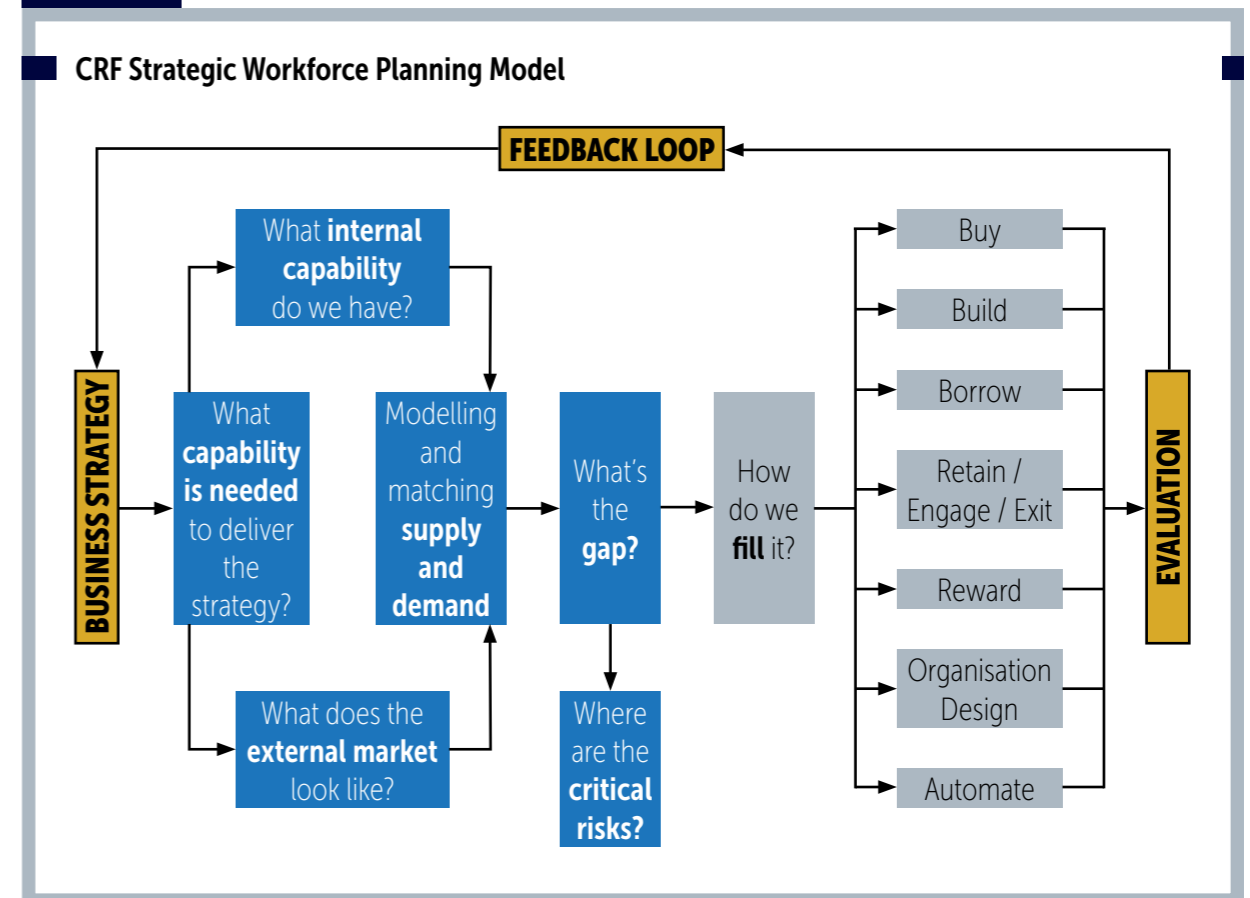 CRF Strategic Workforce Planning Model
FEEDBACK LOOP
BUSINESS STRATEGY
What
capability
is needed
to deliver
the
strategy?
What internal
capability
do we have?
What does the
external market
look like?
Modelling
and
matching
supply
and
demand
What's
the
gap?
Where
are the
critical
risks?
How
do we
fill it?
Buy
Build
Borrow
Retain /
Engage / Exit
Reward
Organisation
Design
Automate
EVALUATION